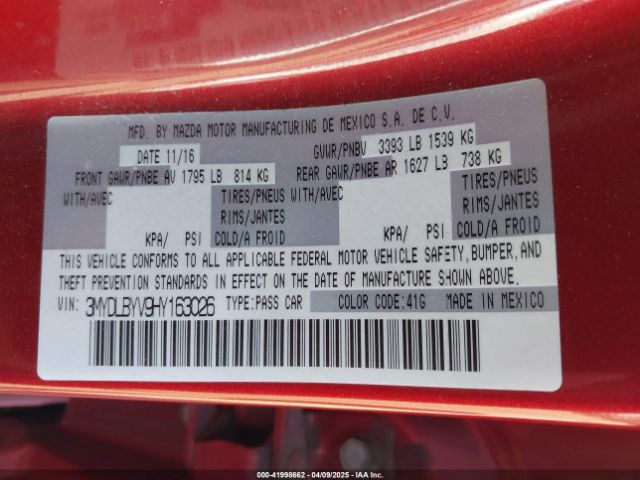 MFD. BY MAZDA MOTOR MANUFACTURING DE MEXICO S.A. DE C.V.
DATE 11/16 GVWR/PNBV 3393 LB 1539 KG
FRONT GAWR/PNBE AV 1795 LB 814 KG REAR GAWR/PNBE AR 1627 LB 738 KG
WITH/AVEC TIRES/PNEUS WITH/AVEC TIRES/PNEUS
RIMS/JANTES RIMS/JANTES
KPA/ PSI COLD/A FROID KPA/ PSI COLD/A FROID
THIS VEHICLE CONFORMS TO ALL APPLICABLE FEDERAL MOTOR VEHICLE SAFETY, BUMPER, AND
THEFT PREVENTION STANDARDS IN EFFECT ON THE DATE OF MANUFACTURE SHOWN ABOVE.
VIN: 3MYDLBYV9HY163026 TYPE:PASS CAR COLOR CODE:41G MADE IN MEXICO
000-41998662 - 04/09/2025 - IAA Inc.